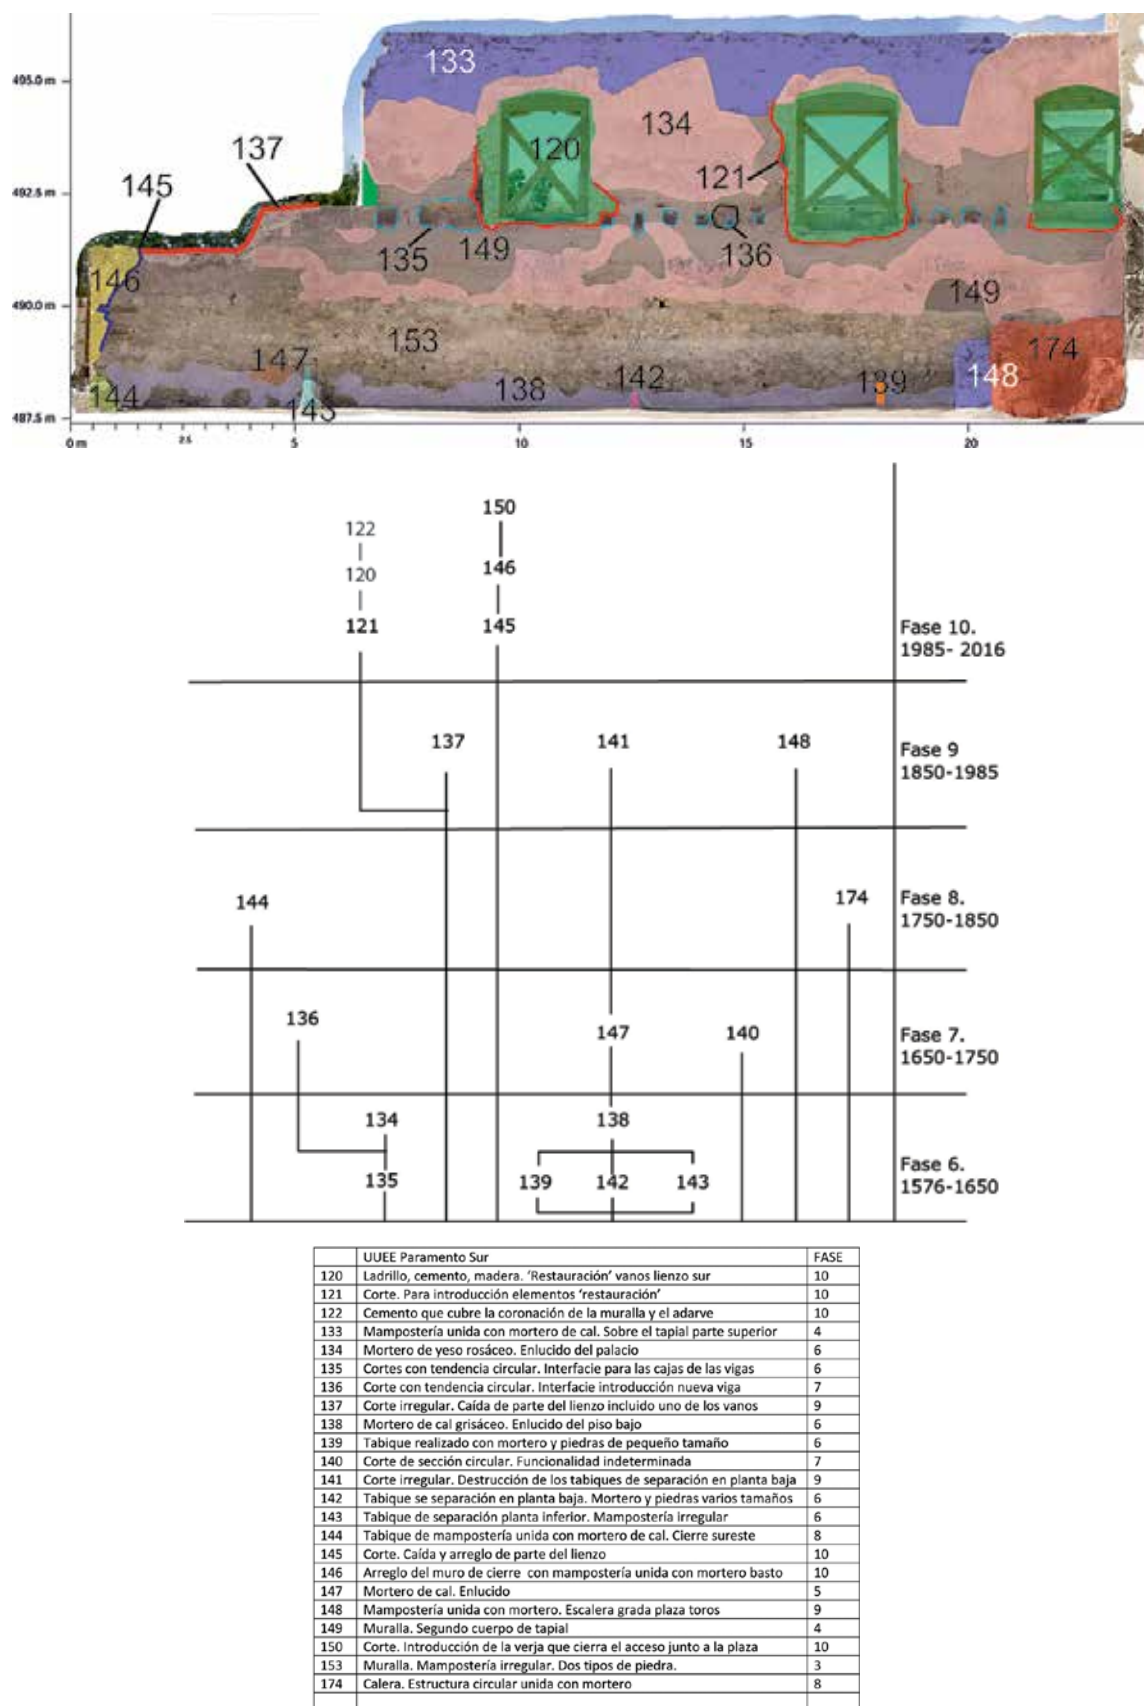 133
495.0 m
134
120
137
121
145
492.5 m
135
149
136
146
149
490.0 m
153
174
147
142
139
148
144
143
138
487.5 m
0 m
2.5
5
10
15
20
150
122
146
120
121
145
Fase 10.
1985- 2016
137
141
148
Fase 9
1850-1985
144
174
Fase 8.
1750-1850
136
147
140
Fase 7.
1650-1750
134
138
135
139
142
143
Fase 6.
1576-1650
UUEE Paramento Sur FASE
120 Ladrillo, cemento, madera. ‘Restauración’ vanos lienzo sur 10
121 Corte. Para introducción elementos ‘restauración’ 10
122 Cemento que cubre la coronación de la muralla y el adarve 10
133 Mampostería unida con mortero de cal. Sobre el tapial parte superior 4
134 Mortero de yeso rosáceo. Enlucido del palacio 6
135 Cortes con tendencia circular. Interfacie para las cajas de las vigas 6
136 Corte con tendencia circular. Interfacie introducción nueva viga 7
137 Corte irregular. Caída de parte del lienzo incluido uno de los vanos 9
138 Mortero de cal grisáceo. Enlucido del piso bajo 6
139 Tabique realizado con mortero y piedras de pequeño tamaño 6
140 Corte de sección circular. Funcionalidad indeterminada 7
141 Corte irregular. Destrucción de los tabiques de separación en planta baja 9
142 Tabique se separación en planta baja. Mortero y piedras varios tamaños 6
143 Tabique de separación planta inferior. Mampostería irregular 6
144 Tabique de mampostería unida con mortero de cal. Cierre sureste 8
145 Corte. Caída y arreglo de parte del lienzo 10
146 Arreglo del muro de cierre con mampostería unida con mortero basto 10
147 Mortero de cal. Enlucido 5
148 Mampostería unida con mortero. Escalera grada plaza toros 9
149 Muralla. Segundo cuerpo de tapial 4
150 Corte. Introducción de la verja que cierra el acceso junto a la plaza 10
153 Muralla. Mampostería irregular. Dos tipos de piedra. 3
174 Calera. Estructura circular unida con mortero 8